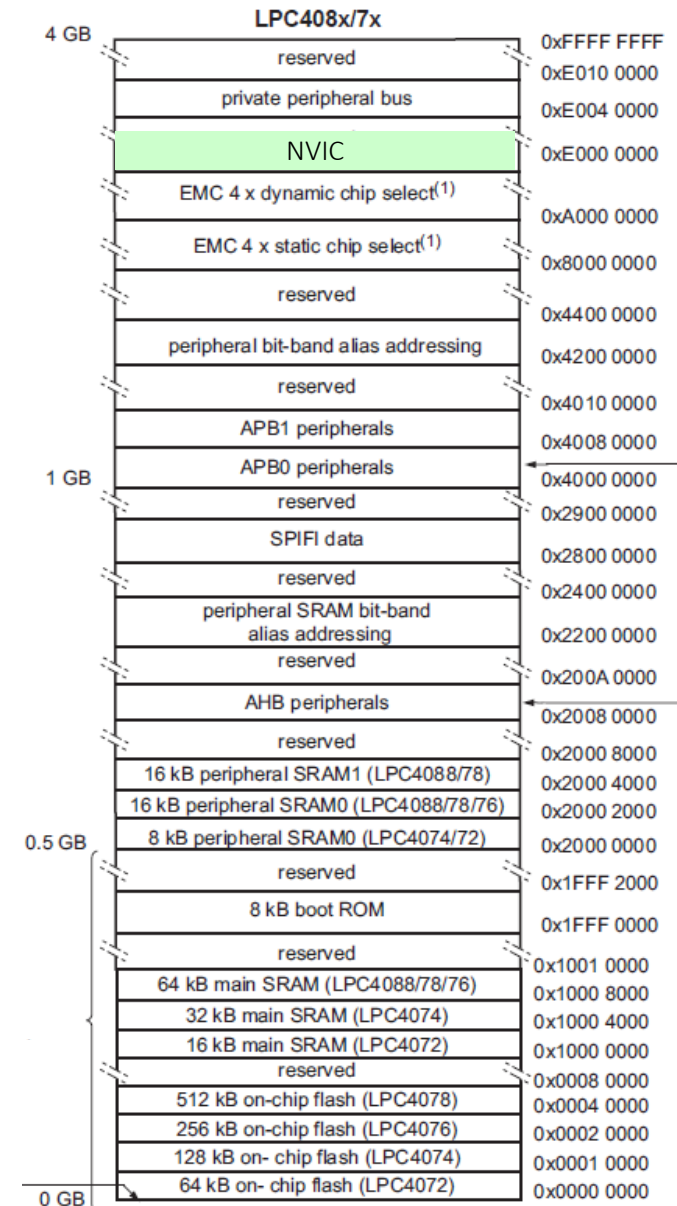 LPC408x/7x
4 GB
0xFFFF FFFF
reserved
0xE010 0000
private peripheral bus
0xE004 0000
NVIC
0xE000 0000
EMC 4 x dynamic chip select(1)
0xA000 0000
EMC 4 x static chip select(1)
0x8000 0000
reserved
0x4400 0000
peripheral bit-band alias addressing
0x4200 0000
reserved
0x4010 0000
APB1 peripherals
0x4008 0000
APB0 peripherals
1 GB
0x4000 0000
reserved
0x2900 0000
SPIFI data
0x2800 0000
reserved
0x2400 0000
peripheral SRAM bit-band
alias addressing
0x2200 0000
reserved
0x200A 0000
AHB peripherals
0x2008 0000
reserved
0x2000 8000
16 kB peripheral SRAM1 (LPC4088/78)
0x2000 4000
16 kB peripheral SRAM0 (LPC4088/78/76)
0x2000 2000
8 kB peripheral SRAM0 (LPC4074/72)
0.5 GB
0x2000 0000
reserved
0x1FFF 2000
8 kB boot ROM
0x1FFF 0000
reserved
0x1001 0000
64 kB main SRAM (LPC4088/78/76)
0x1000 8000
32 kB main SRAM (LPC4074)
0x1000 4000
16 kB main SRAM (LPC4072)
0x1000 0000
reserved
0x0008 0000
512 kB on-chip flash (LPC4078)
0x0004 0000
256 kB on-chip flash (LPC4076)
0x0002 0000
128 kB on- chip flash (LPC4074)
0x0001 0000
64 kB on- chip flash (LPC4072)
0x0000 0000
0 GB